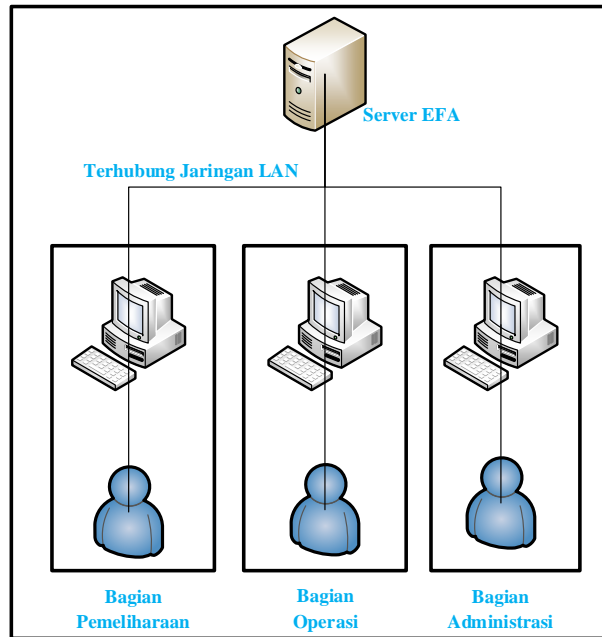 Server EFA
Terhubung Jaringan LAN
Bagian
Pemeliharaan
Bagian
Operasi
Bagian
Administrasi